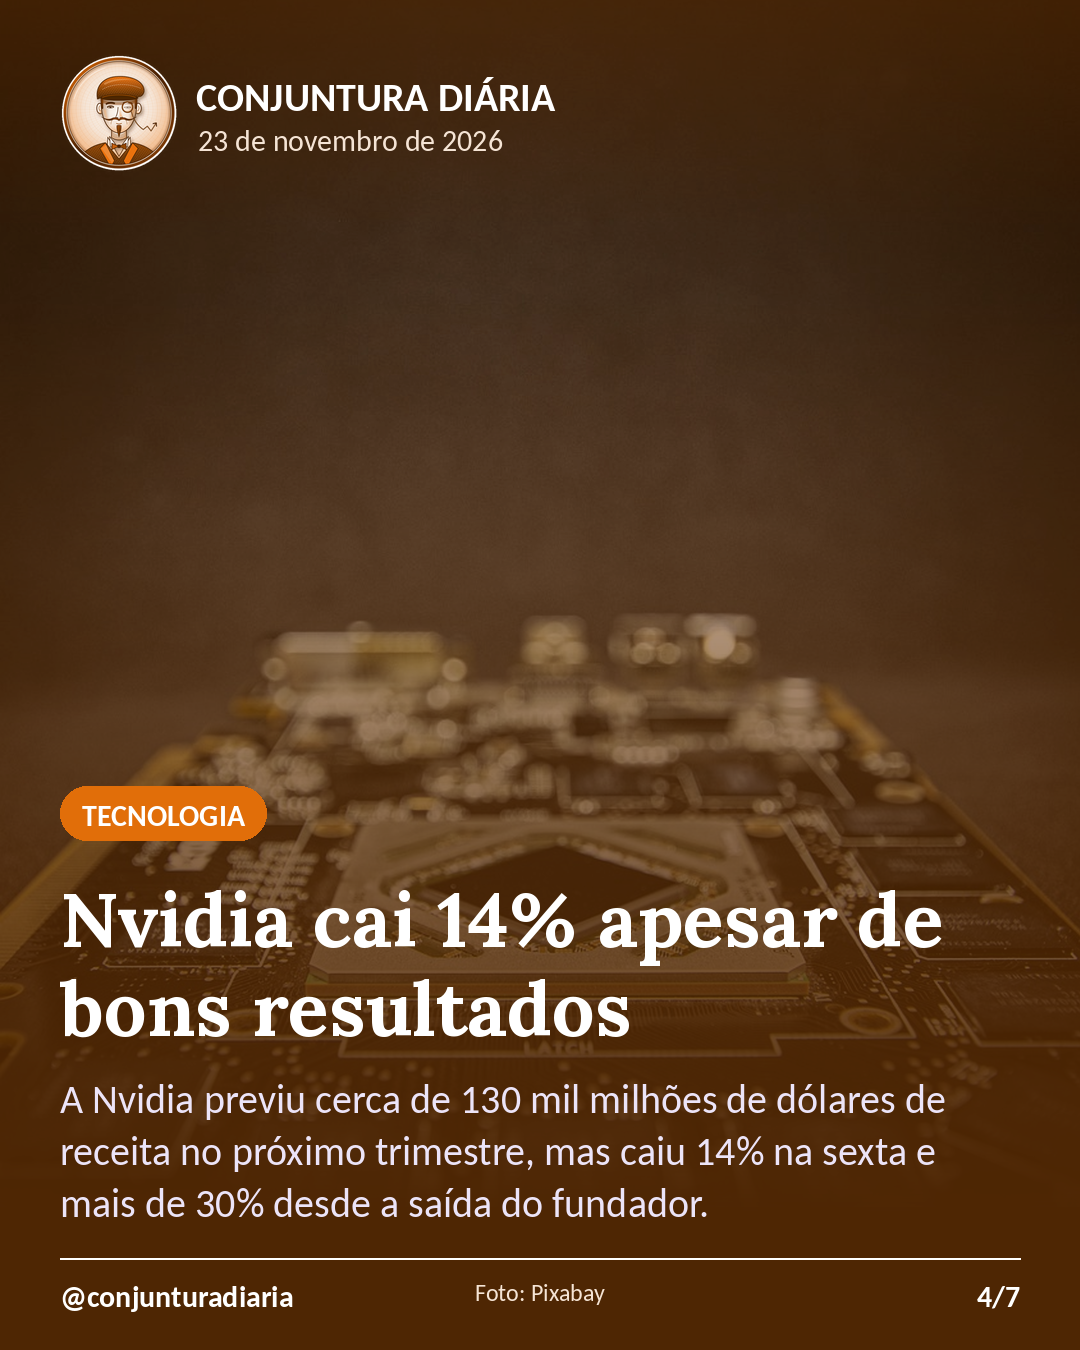 CONJUNTURA DIÁRIA
23 de novembro de 2026
TECNOLOGIA
Nvidia cai 14% apesar de
bons resultados
A Nvidia previu cerca de 130 mil milhões de dólares de
receita no próximo trimestre, mas caiu 14% na sexta e
mais de 30% desde a saída do fundador.
@conjunturadiaria
Foto: Pixabay
4/7
LATCH